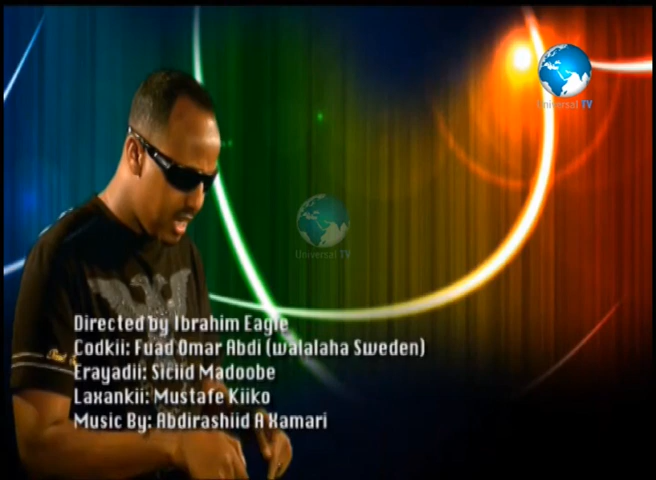 Universal TV
Universal TV
Directed by Ibrahim Eagle
Codkii: Fuad Omar Abdi (walalaha Sweden)
Erayadii: Siciid Madoobe
Laxankii: Mustafe Kiiko
Music By: Abdirashiid A Xamari